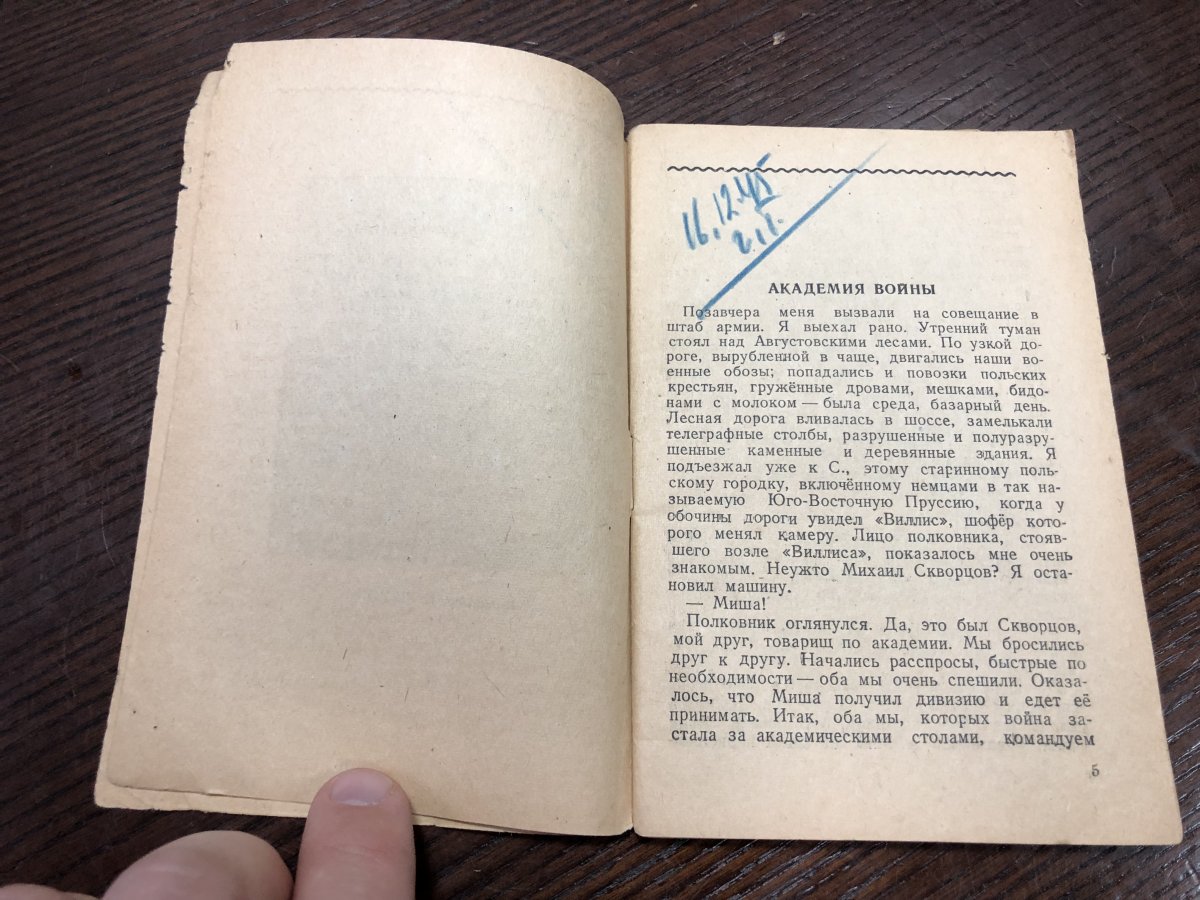 16.12.45
АКАДЕМИЯ ВОЙНЫ
Позавчера меня вызвали на совещание в
штаб армии. Я выехал рано. Утренний туман
стоял над Августовскими лесами. По узкой до-
роге, вырубленной в чаще, двигались наши во-
енные обозы; попадались и повозки польских
крестьян, гружённые дровами, мешками, бидо-
нами с молоком — была среда, базарный день.
Лесная дорога вливалась в шоссе, замелькали
телеграфные столбы, разрушенные и полуразру-
шенные каменные и деревянные здания. Я
подъезжал уже к С., этому старинному поль-
скому городку, включённому немцами в так на-
зываемую Юго-Восточную Пруссию, когда у
обочины дороги увидел «Виллис», шофёр кото-
рого менял камеру. Лицо полковника, стояв-
шего возле «Виллиса», показалось мне очень
знакомым. Неужто Михаил Скворцов? Я оста-
новил машину.
— Миша!
Полковник оглянулся. Да, это был Скворцов,
мой друг, товарищ по академии. Мы бросились
друг к другу. Начались расспросы, быстрые по
необходимости — оба мы очень спешили. Оказа-
лось, что Миша получил дивизию и едет её
принимать. Итак, оба мы, которых война за-
стала за академическими столами, командуем
5